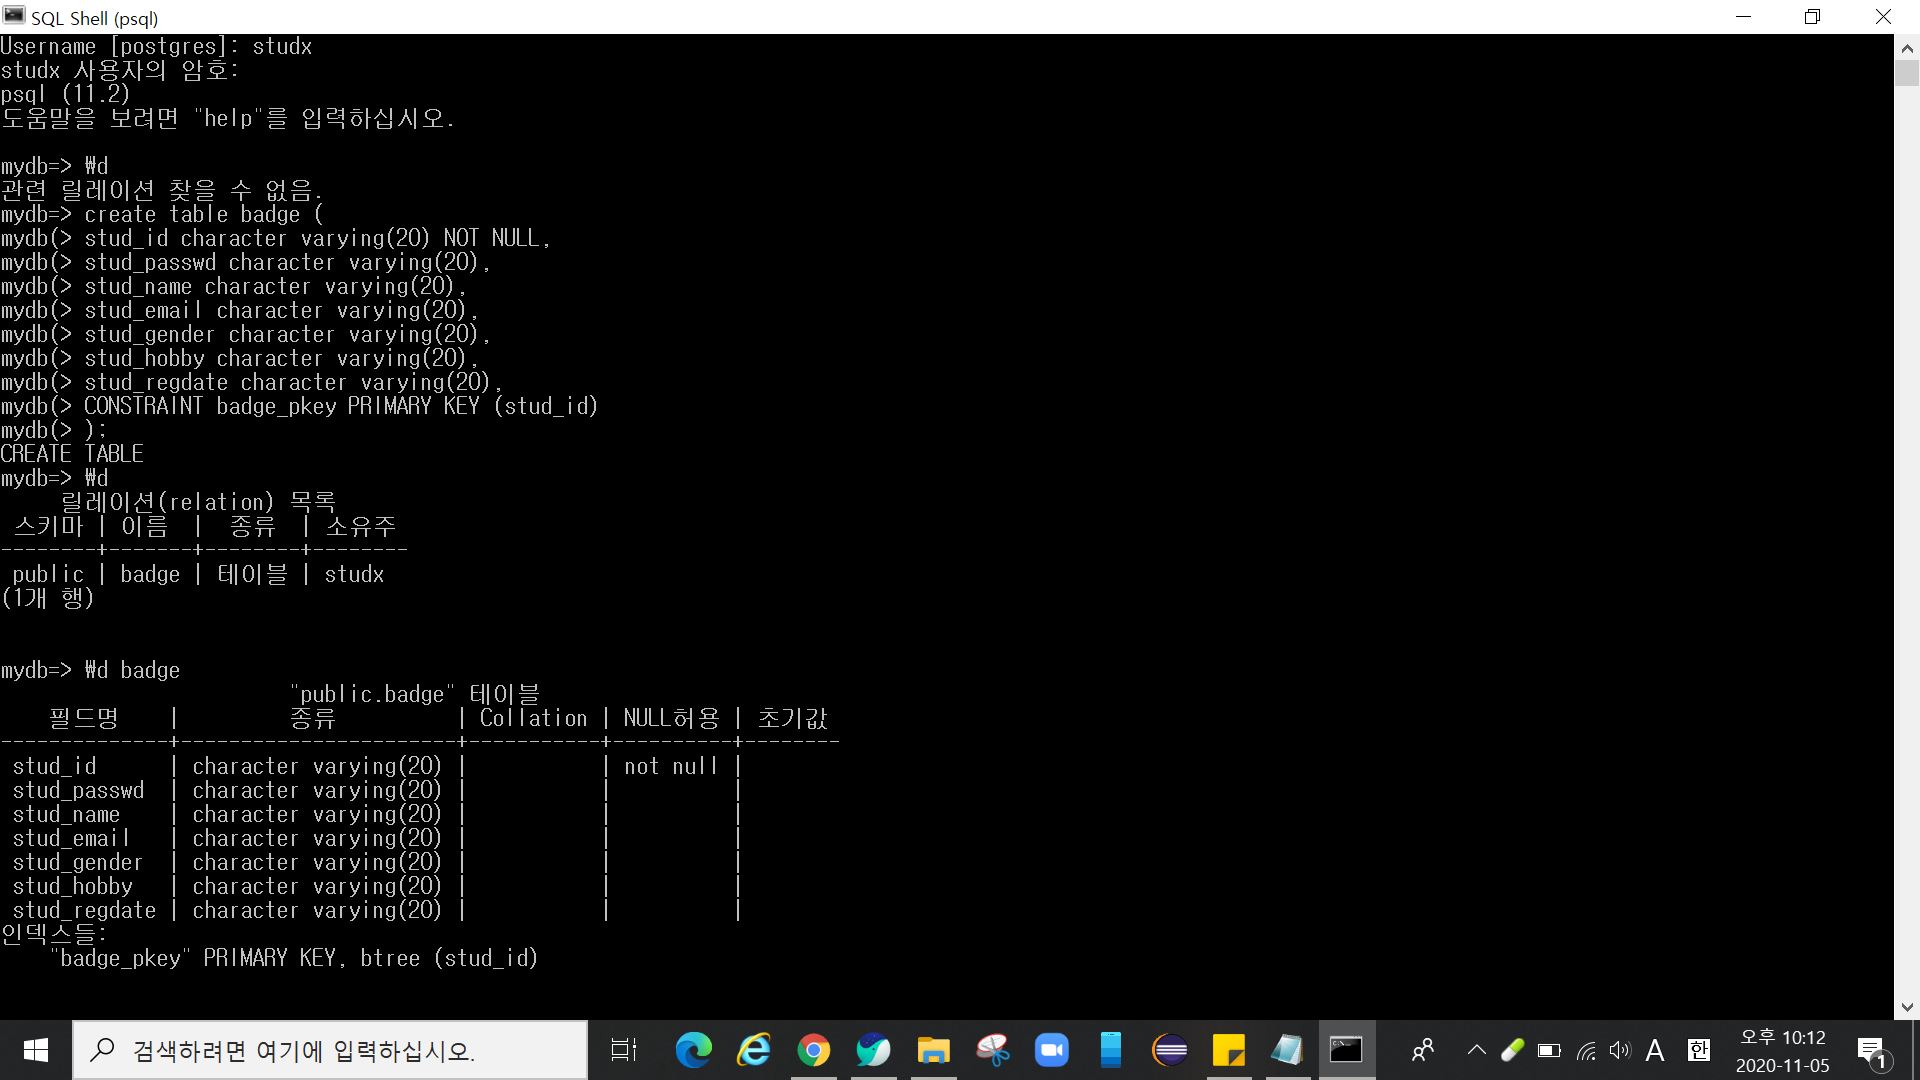 SQL Shell (psql)
Username [postgres]: studx
studx 사용자의 암호:
psql (11.2)
도움말을 보려면 "help"를 입력하십시오.
mydb=> ₩d
관련 릴레이션 찾을 수 없음.
mydb=> create table badge (
mydb(> stud_id character varying(20) NOT NULL,
mydb(> stud_passwd character varying(20),
mydb(> stud_name character varying(20),
mydb(> stud_email character varying(20),
mydb(> stud_gender character varying(20),
mydb(> stud_hobby character varying(20),
mydb(> stud_regdate character varying(20),
mydb(> CONSTRAINT badge_pkey PRIMARY KEY (stud_id)
mydb(> );
CREATE TABLE
mydb=> ₩d
릴레이션(relation) 목록
스키마 | 이름 | 종류 | 소유주
--------+-------+--------+--------
public | badge | 테이블 | studx
(1개 행)
mydb=> ₩d badge
"public.badge" 테이블
필드명 | 종류 | Collation | NULL허용 | 초기값
--------------+-----------------------+-----------+----------+--------
stud_id | character varying(20) | | not null |
stud_passwd | character varying(20) | | |
stud_name | character varying(20) | | |
stud_email | character varying(20) | | |
stud_gender | character varying(20) | | |
stud_hobby | character varying(20) | | |
stud_regdate | character varying(20) | | |
인덱스들:
"badge_pkey" PRIMARY KEY, btree (stud_id)
검색하려면 여기에 입력하십시오.
A 한
오후 10:12
2020-11-05
1